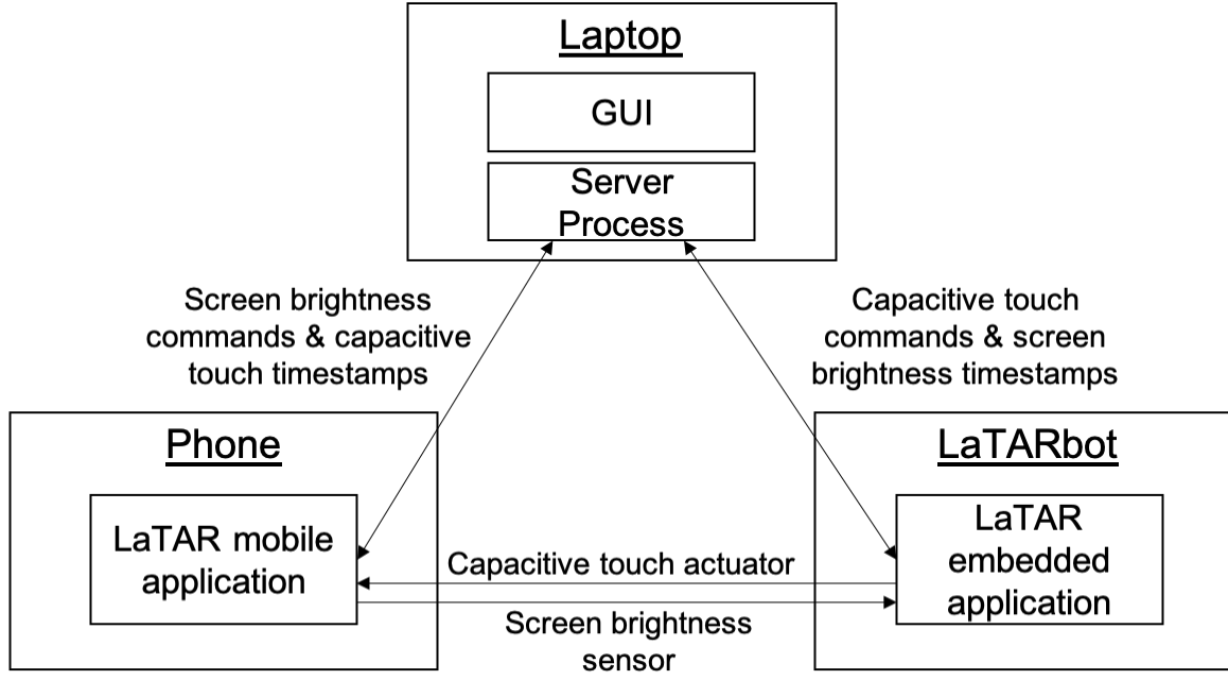 Laptop
GUI
Server
Process
Screen brightness
commands & capacitive
touch timestamps
Capacitive touch
commands & screen
brightness timestamps
Phone
LaTAR mobile
application
LaTARbot
LaTAR
embedded
application
Capacitive touch actuator
Screen brightness
sensor